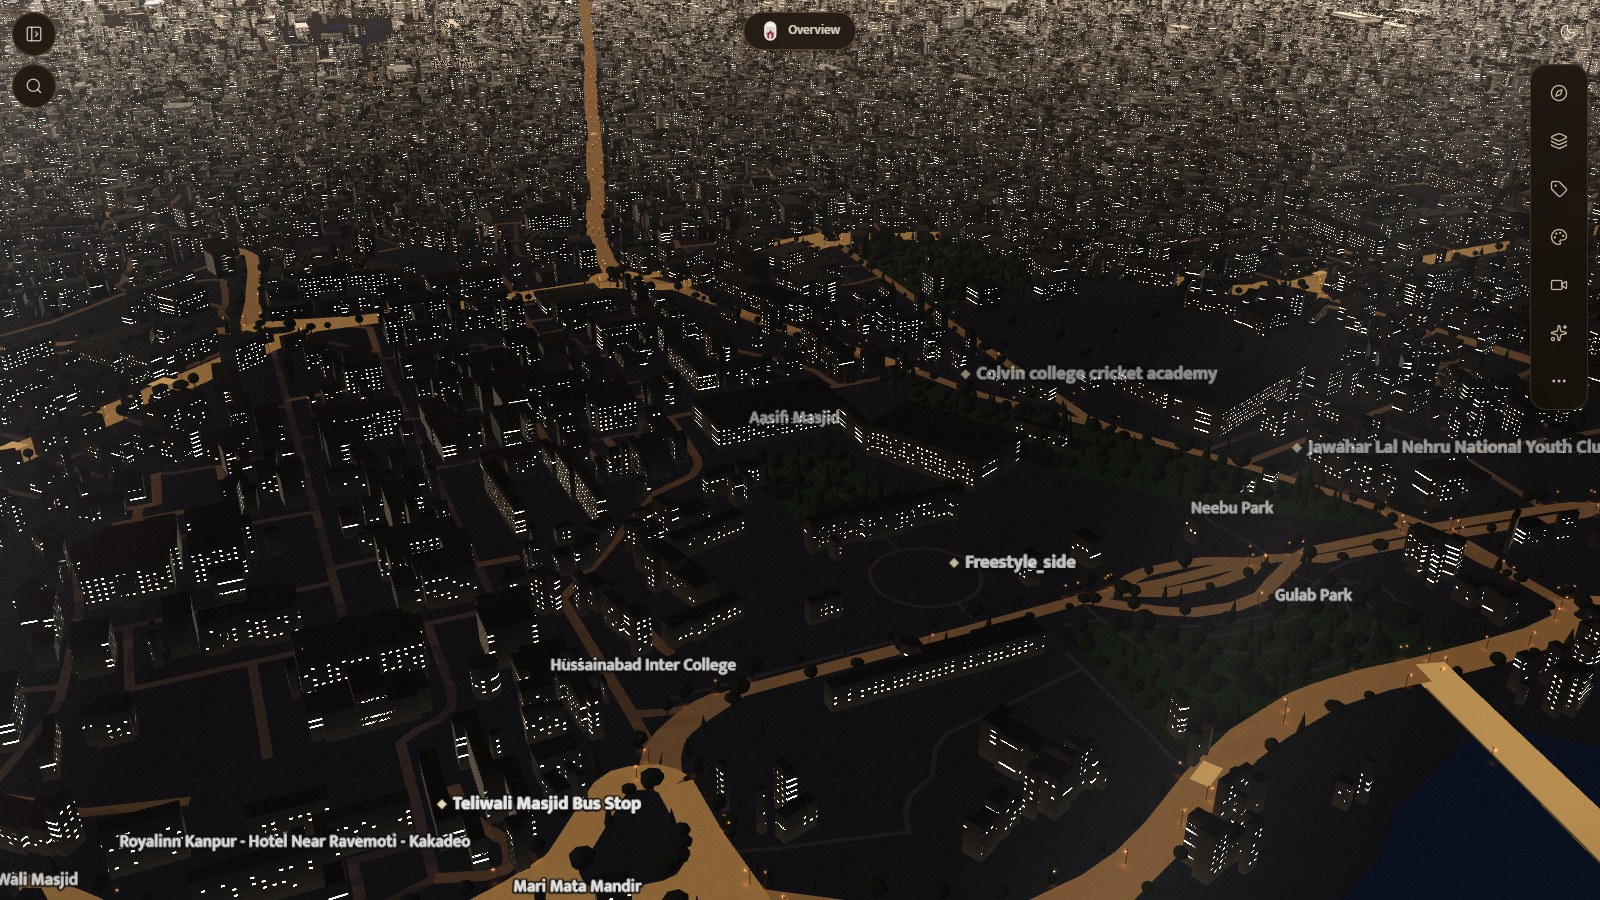 Overview
Colvin college cricket academy
Aasifi Masjid
Jawahar Lal Nehru National Youth Clu
Neebu Park
Freestyle_side
Gulab Park
Hussainabad Inter College
Teliwali Masjid Bus Stop
Royalinn Kanpur - Hotel Near Ravemoti - Kakadeo
Wali Masjid
Mari Mata Mandir